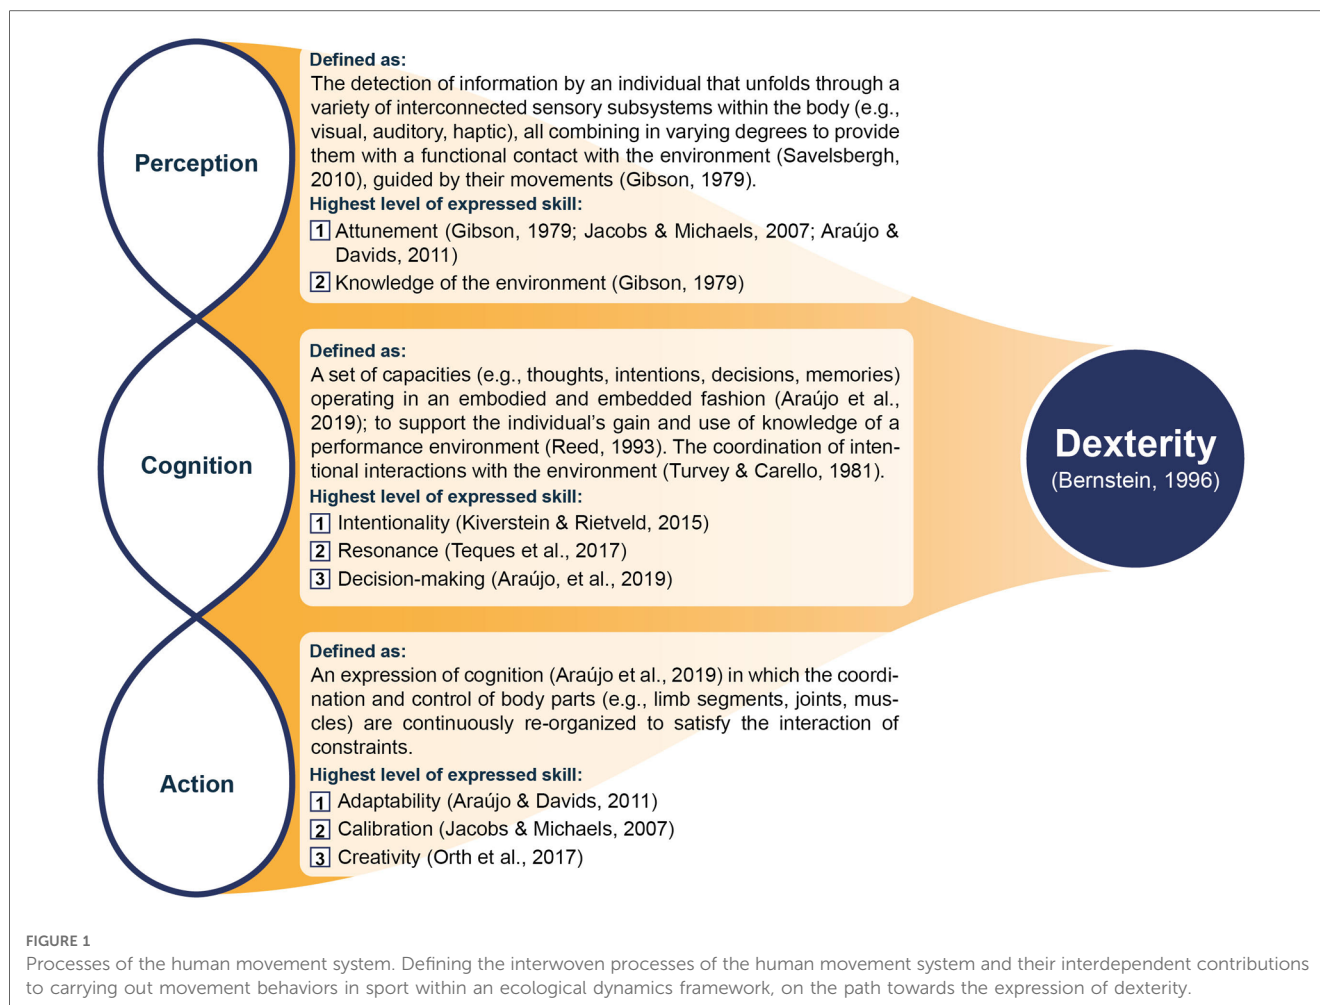 Perception
Defined as:
The detection of information by an individual that unfolds through a
variety of interconnected sensory subsystems within the body (e.g.,
visual, auditory, haptic), all combining in varying degrees to provide
them with a functional contact with the environment (Savelsbergh,
2010), guided by their movements (Gibson, 1979).
Highest level of expressed skill:
1 Attunement (Gibson, 1979; Jacobs & Michaels, 2007; Araújo &
Davids, 2011)
2 Knowledge of the environment (Gibson, 1979)
Cognition
Defined as:
A set of capacities (e.g., thoughts, intentions, decisions, memories)
operating in an embodied and embedded fashion (Araújo et al.,
2019); to support the individual’s gain and use of knowledge of a
performance environment (Reed, 1993). The coordination of inten-
tional interactions with the environment (Turvey & Carello, 1981).
Highest level of expressed skill:
1 Intentionality (Kiverstein & Rietveld, 2015)
2 Resonance (Teques et al., 2017)
3 Decision-making (Araújo, et al., 2019)
Action
Defined as:
An expression of cognition (Araújo et al., 2019) in which the coordi-
nation and control of body parts (e.g., limb segments, joints, mus-
cles) are continuously re-organized to satisfy the interaction of
constraints.
Highest level of expressed skill:
1 Adaptability (Araújo & Davids, 2011)
2 Calibration (Jacobs & Michaels, 2007)
3 Creativity (Orth et al., 2017)
Dexterity
(Bernstein, 1996)
FIGURE 1
Processes of the human movement system. Defining the interwoven processes of the human movement system and their interdependent contributions
to carrying out movement behaviors in sport within an ecological dynamics framework, on the path towards the expression of dexterity.